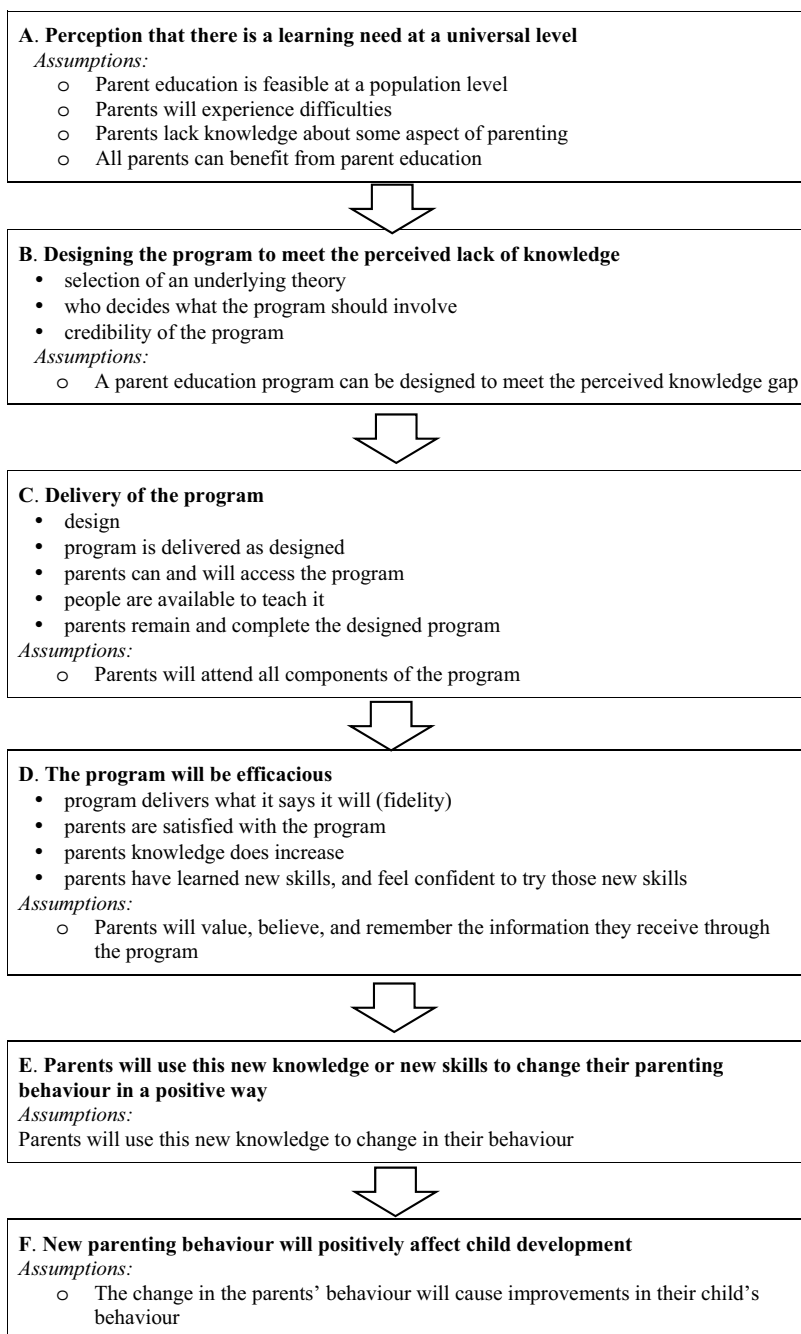 A. Perception that there is a learning need at a universal level
Assumptions:
o Parent education is feasible at a population level
o Parents will experience difficulties
o Parents lack knowledge about some aspect of parenting
o All parents can benefit from parent education
B. Designing the program to meet the perceived lack of knowledge
• selection of an underlying theory
• who decides what the program should involve
• credibility of the program
Assumptions:
o A parent education program can be designed to meet the perceived knowledge gap
C. Delivery of the program
• design
• program is delivered as designed
• parents can and will access the program
• people are available to teach it
• parents remain and complete the designed program
Assumptions:
o Parents will attend all components of the program
D. The program will be efficacious
• program delivers what it says it will (fidelity)
• parents are satisfied with the program
• parents knowledge does increase
• parents have learned new skills, and feel confident to try those new skills
Assumptions:
o Parents will value, believe, and remember the information they receive through
the program
E. Parents will use this new knowledge or new skills to change their parenting
behaviour in a positive way
Assumptions:
Parents will use this new knowledge to change in their behaviour
F. New parenting behaviour will positively affect child development
Assumptions:
o The change in the parents’ behaviour will cause improvements in their child’s
behaviour